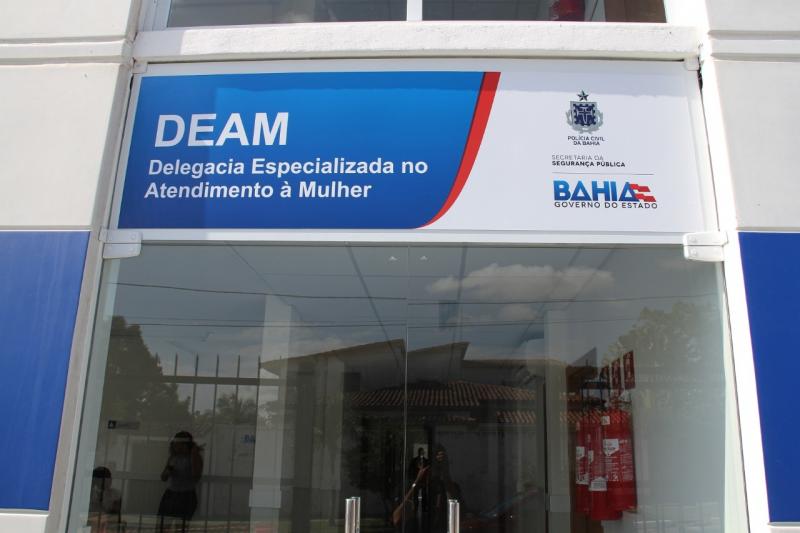 DEAM
Delegacia Especializada no
Atendimento à Mulher
POLÍCIA CIVIL
DA BAHIA
SECRETARIA DA
SEGURANÇA PÚBLICA
BAHIA
GOVERNO DO ESTADO